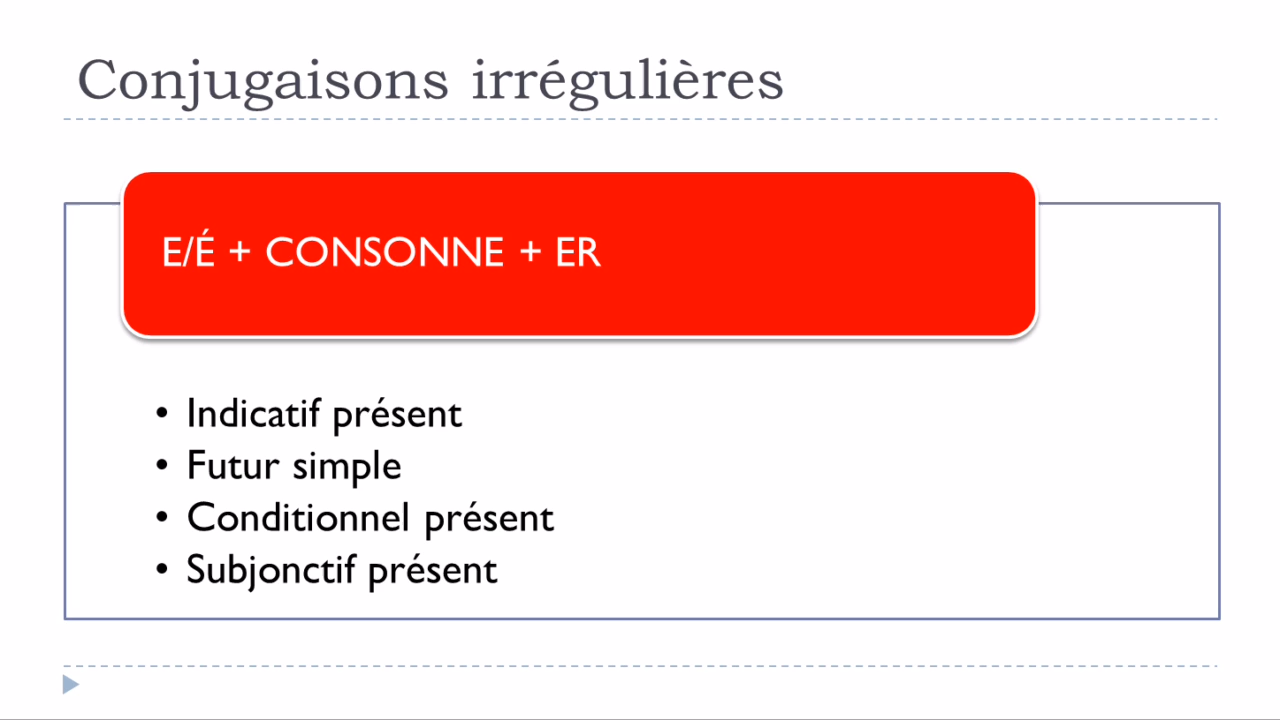 Conjugaisons irrégulières
E/É + CONSONNE + ER
• Indicatif présent
• Futur simple
• Conditionnel présent
• Subjonctif présent